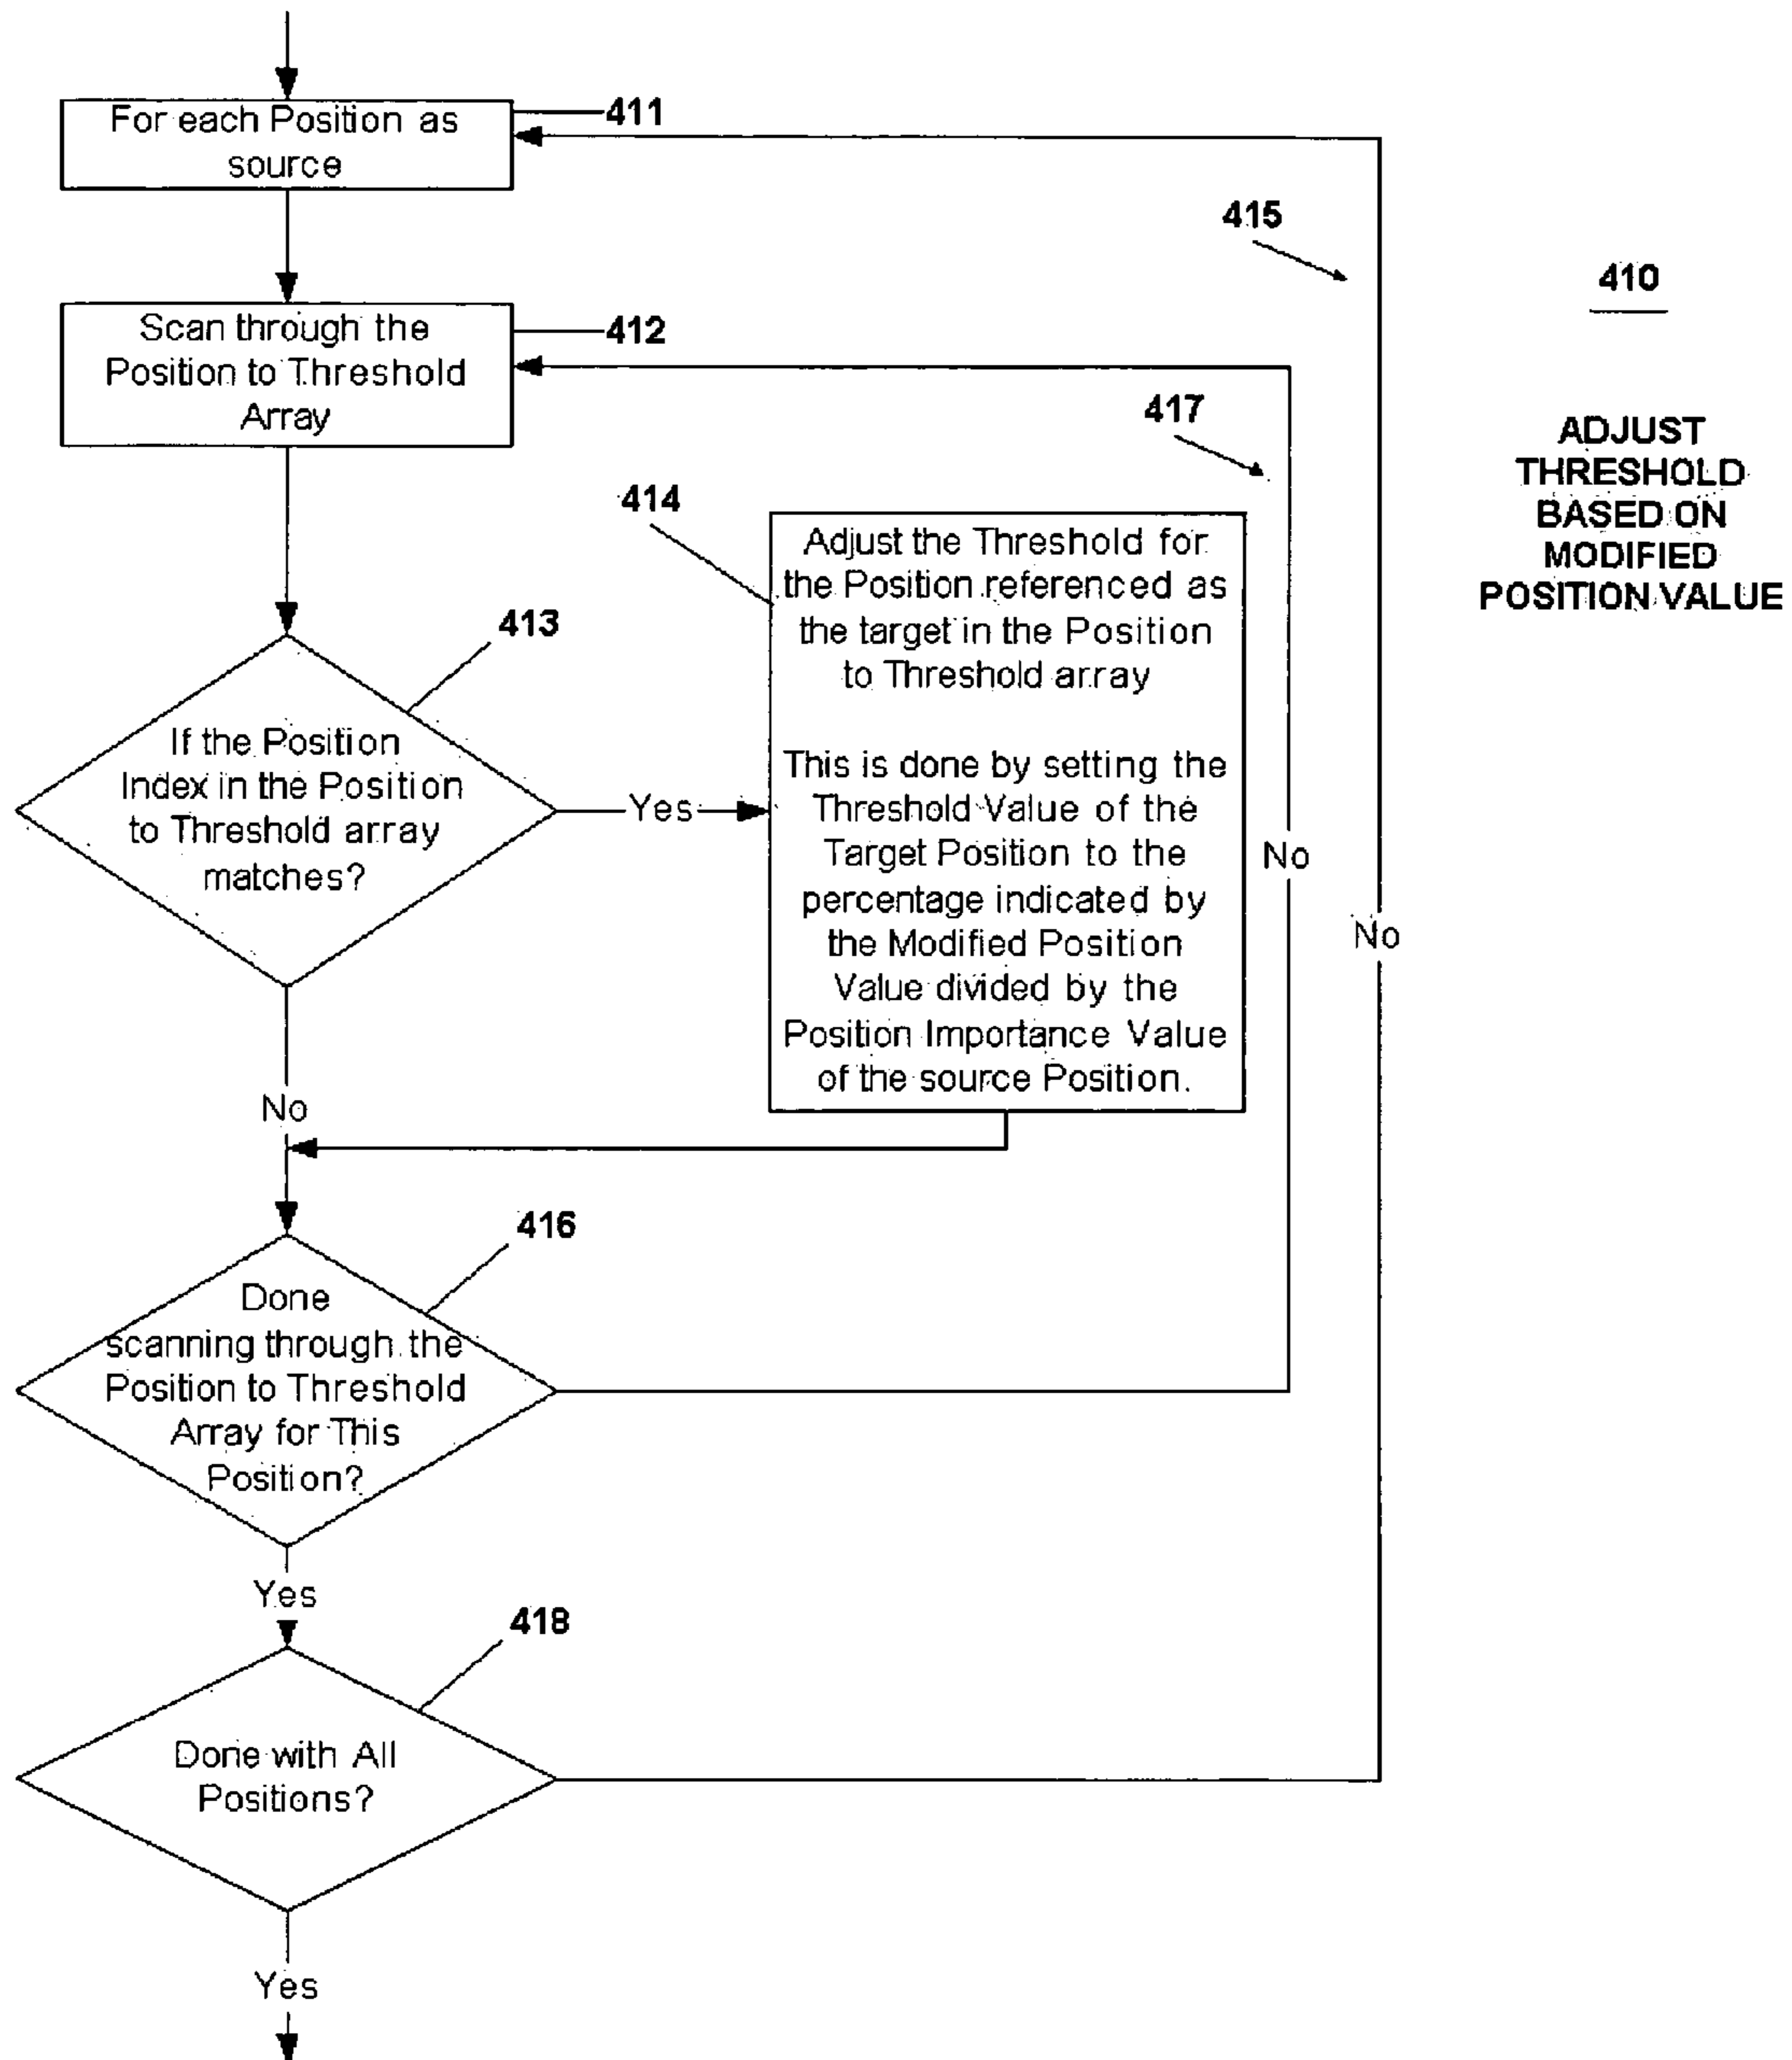 For each Position as
source
411
415
410
Scan through the
Position to Threshold
Array
412
417
ADJUST
THRESHOLD
BASED ON
MODIFIED
POSITION VALUE
414
Adjust the Threshold for
the Position referenced as
the target in the Position
to Threshold array
This is done by setting the
Threshold Value of the
Target Position to the
percentage indicated by
the Modified Position
Value divided by the
Position Importance Value
of the source Position.
413
If the Position
Index in the Position
to Threshold array
matches?
Yes
No
No
No
416
Done
scanning through the
Position to Threshold
Array for This
Position?
Yes
418
Done with All
Positions?
Yes